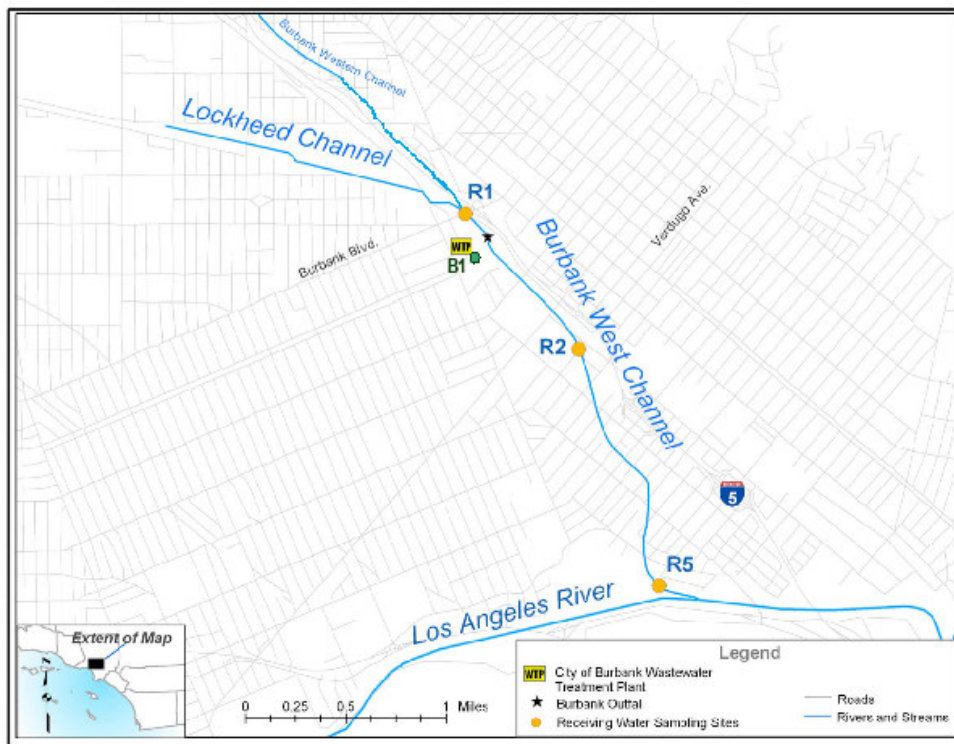 Burbank Western Channel
Lockheed Channel
R1
Verdugo Ave.
Burbank Blvd.
WTP
B1
Burbank West Channel
R2
5
R5
Los Angeles River
Extent of Map
0 0.25 0.5 1 Miles
Legend
WTP City of Burbank Wastewater
Treatment Plant
Burbank Outfal
Receiving Water Sampling Sites
Roads
Rivers and Streams